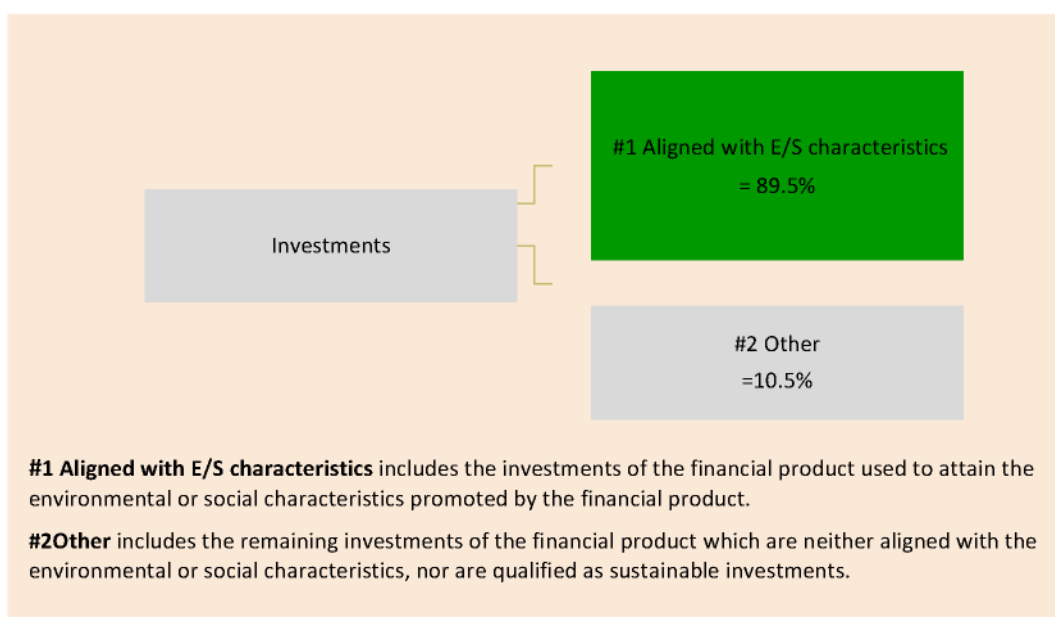 #1 Aligned with E/S characteristics
= 89.5%
Investments
#2 Other
=10.5%
#1 Aligned with E/S characteristics includes the investments of the financial product used to attain the
environmental or social characteristics promoted by the financial product.
#2Other includes the remaining investments of the financial product which are neither aligned with the
environmental or social characteristics, nor are qualified as sustainable investments.